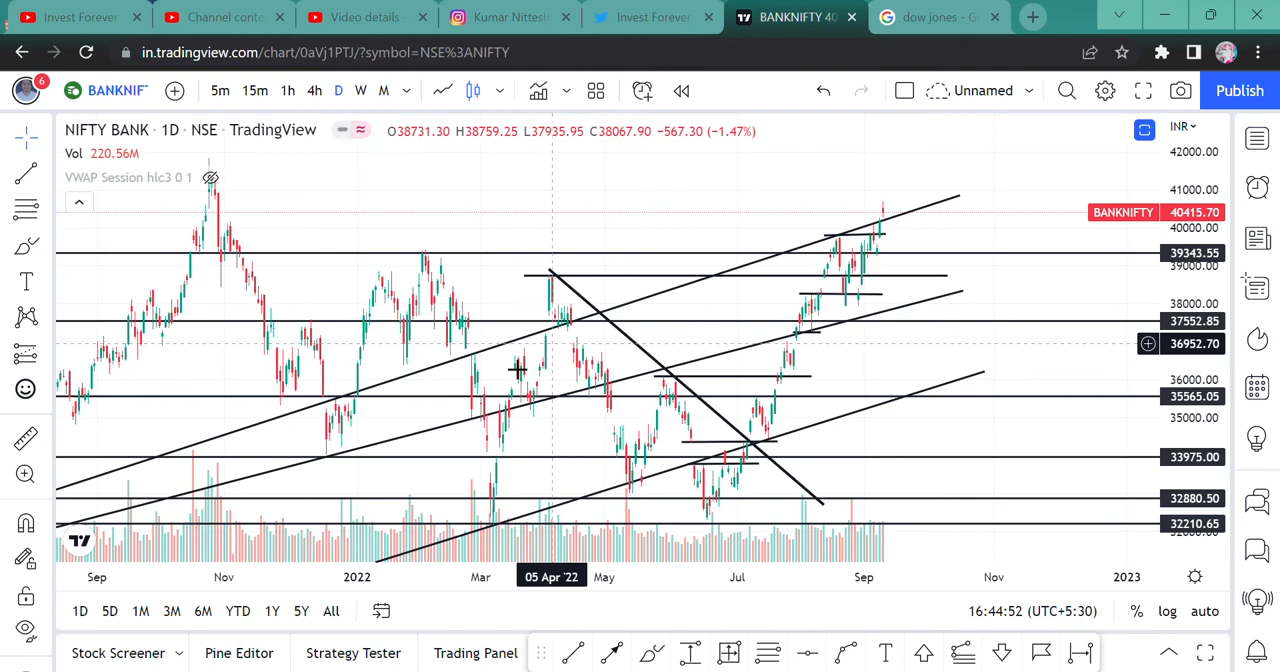 Invest Forever
Channel conte
Video details -
Kumar Nittesh
Invest Forever
BANKNIFTY 40
dow jones - G
in.tradingview.com/chart/0aVj1PTJ/?symbol=NSE%3ANIFTY
6
BANKNIF
5m 15m 1h 4h D W M
Unnamed
Publish
NIFTY BANK · 1D · NSE · TradingView
O38731.30 H38759.25 L37935.95 C38067.90 -567.30 (-1.47%)
INR
Vol 220.56M
VWAP Session hlc3 0 1
42000.00
41000.00
BANKNIFTY 40415.70
40000.00
39343.55
39000.00
38000.00
37552.85
36952.70
36000.00
35565.05
35000.00
33975.00
32880.50
32210.65
32000.00
Sep Nov 2022 Mar 05 Apr '22 May Jul Sep Nov 2023
1D 5D 1M 3M 6M YTD 1Y 5Y All
16:44:52 (UTC+5:30) % log auto
Stock Screener Pine Editor Strategy Tester Trading Panel